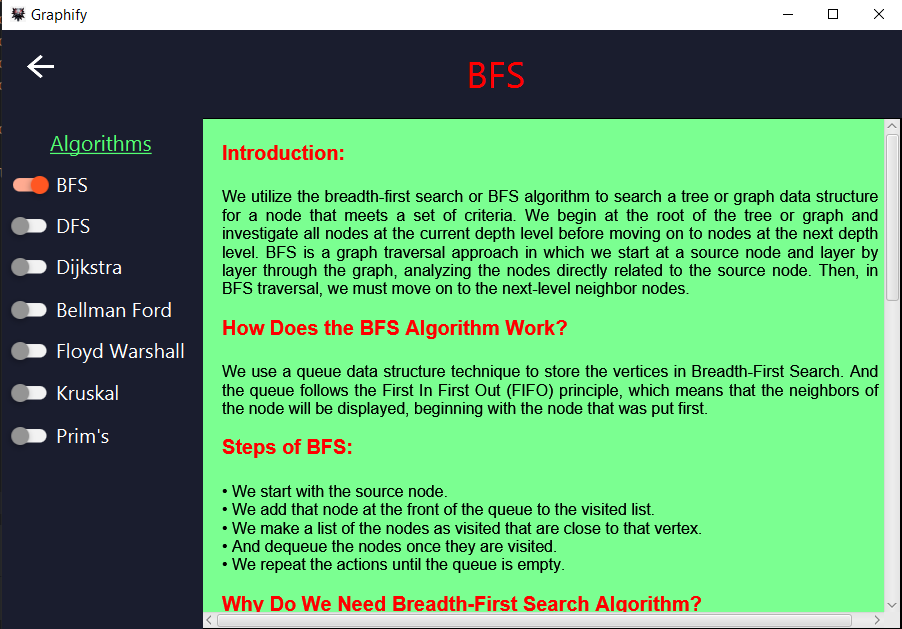 Graphify
BFS
Algorithms
BFS
DFS
Dijkstra
Bellman Ford
Floyd Warshall
Kruskal
Prim's
Introduction:
We utilize the breadth-first search or BFS algorithm to search a tree or graph data structure
for a node that meets a set of criteria. We begin at the root of the tree or graph and
investigate all nodes at the current depth level before moving on to nodes at the next depth
level. BFS is a graph traversal approach in which we start at a source node and layer by
layer through the graph, analyzing the nodes directly related to the source node. Then, in
BFS traversal, we must move on to the next-level neighbor nodes.
How Does the BFS Algorithm Work?
We use a queue data structure technique to store the vertices in Breadth-First Search. And
the queue follows the First In First Out (FIFO) principle, which means that the neighbors of
the node will be displayed, beginning with the node that was put first.
Steps of BFS:
• We start with the source node.
• We add that node at the front of the queue to the visited list.
• We make a list of the nodes as visited that are close to that vertex.
• And dequeue the nodes once they are visited.
• We repeat the actions until the queue is empty.
Why Do We Need Breadth-First Search Algorithm?